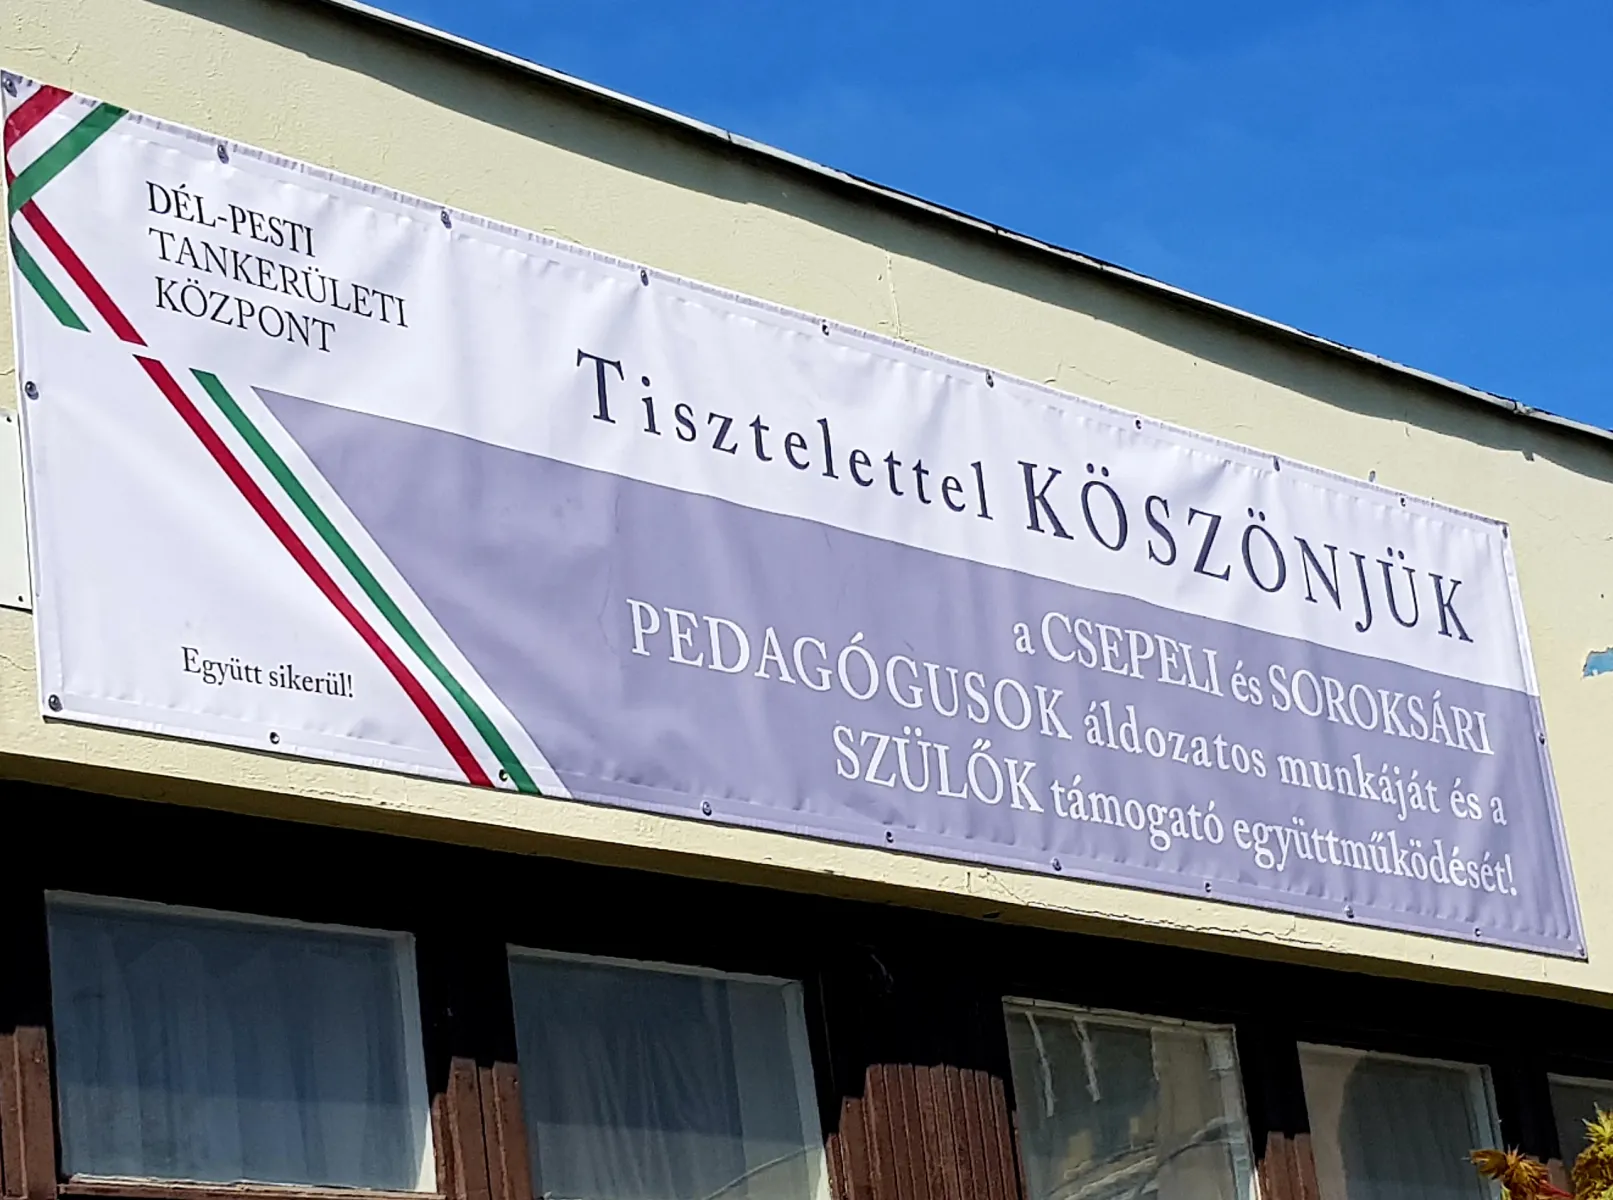 DÉL-PESTI
TANKERÜLETI
KÖZPONT
Tisztelettel KÖSZÖNJÜK
a CSEPELI és SOROKSÁRI
PEDAGÓGUSOK áldozatos munkáját és a
SZÜLŐK támogató együttműködését!
Együtt sikerül!